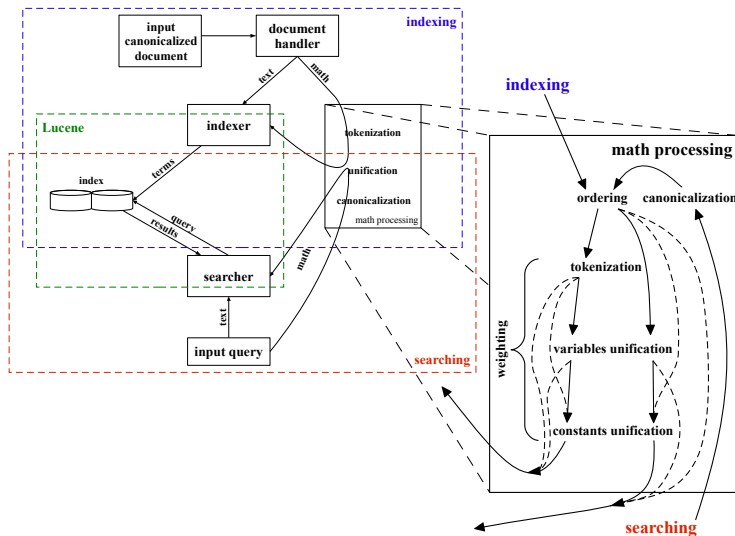 input
canonicalized
document
document
handler
indexing
text
math
Lucene
indexer
tokenization
terms
index
unification
canonicalization
math processing
query
results
math
searcher
text
input query
searching
indexing
math processing
ordering
canonicalization
tokenization
weighting
variables unification
constants unification
searching